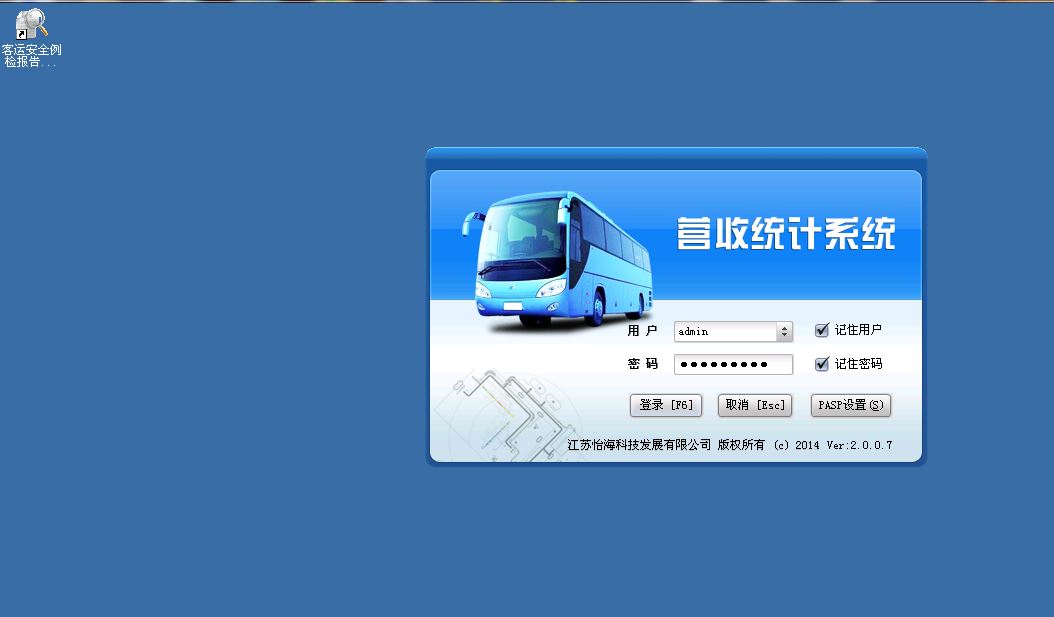 客运安全例
检报告...
营收统计系统
用 户 admin 记住用户
密 码 ●●●●●●●●● 记住密码
登录 [F6] 取消 [Esc] PASP设置(S)
江苏怡海科技发展有限公司 版权所有 (c) 2014 Ver:2.0.0.7